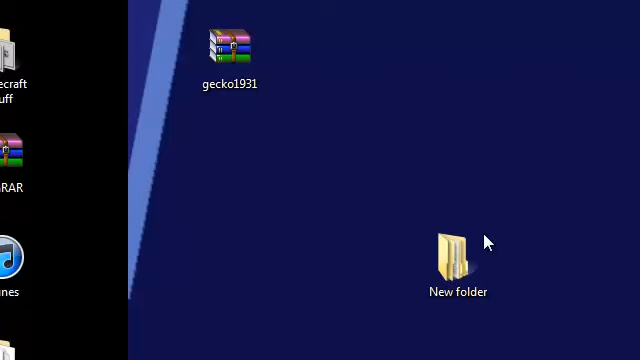 gecko1931
ecraft
uff
RAR
nes
New folder